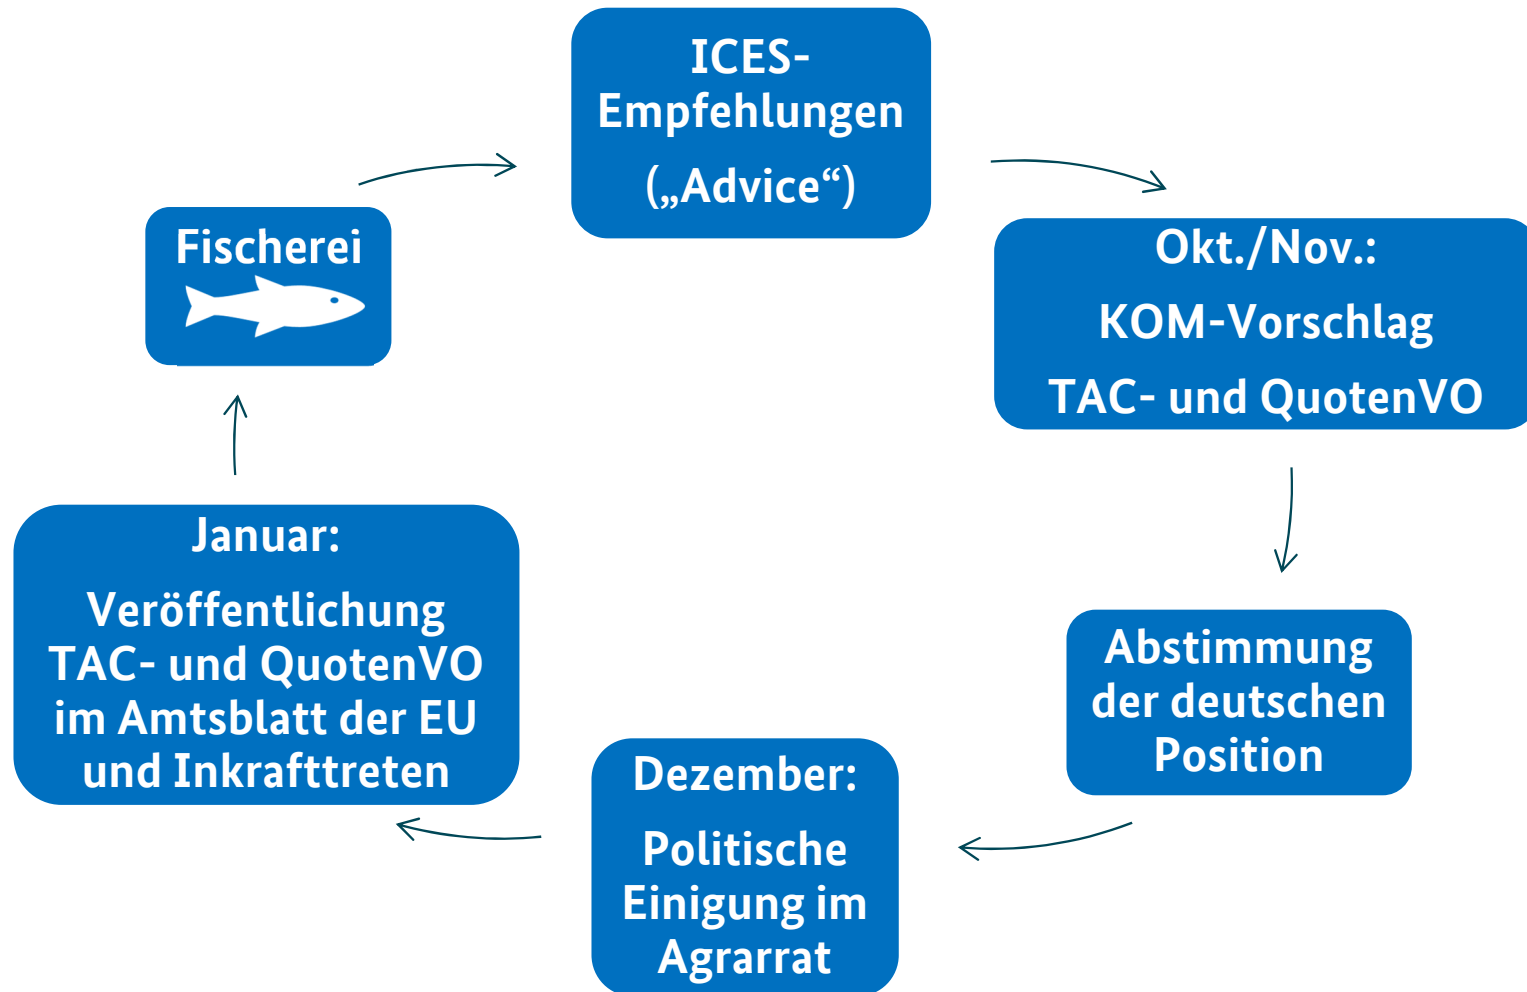 ICES-
Empfehlungen
(„Advice“)
Okt./Nov.:
KOM-Vorschlag
TAC- und QuotenVO
Abstimmung
der deutschen
Position
Dezember:
Politische
Einigung im
Agrarrat
Januar:
Veröffentlichung
TAC- und QuotenVO
im Amtsblatt der EU
und Inkrafttreten
Fischerei